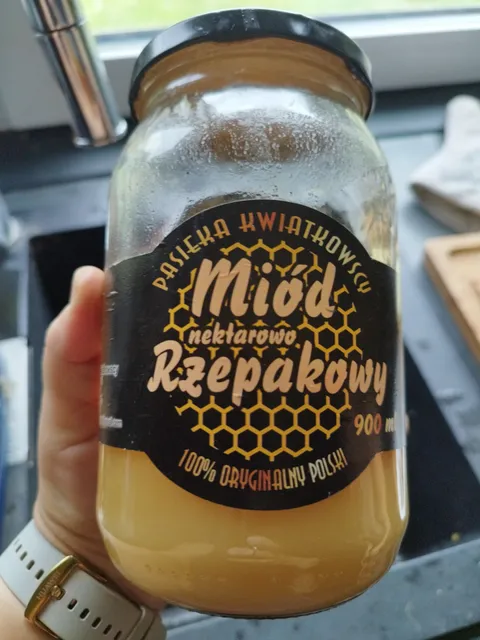 PASIEKA KWIATKOWSCY
Miód
nektarowo
Rzepakowy
900 ml
100% ORYGINALNY POLSKI